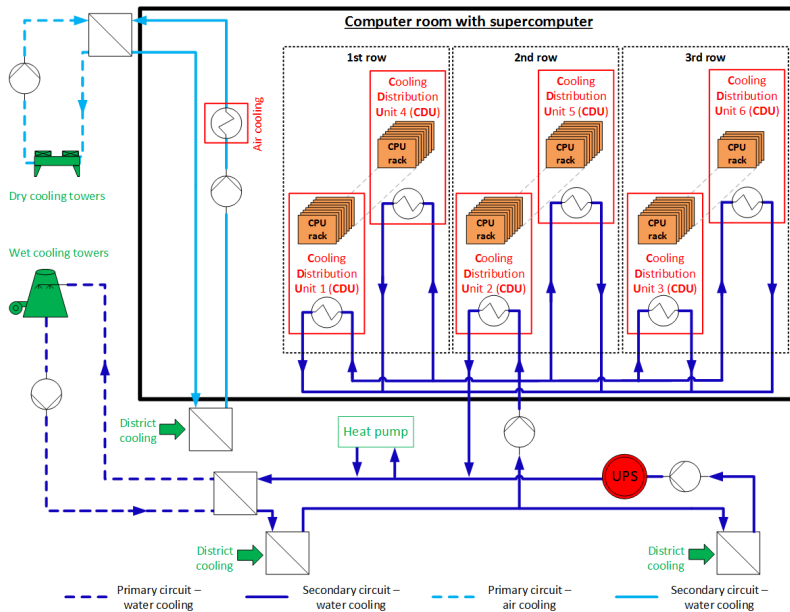 Computer room with supercomputer
1st row
2nd row
3rd row
Cooling
Distribution
Unit 4 (CDU)
CPU
rack
Cooling
Distribution
Unit 5 (CDU)
CPU
rack
Cooling
Distribution
Unit 6 (CDU)
CPU
rack
Air cooling
Dry cooling towers
CPU
rack
Cooling
Distribution
Unit 1 (CDU)
CPU
rack
Cooling
Distribution
Unit 2 (CDU)
CPU
rack
Cooling
Distribution
Unit 3 (CDU)
Wet cooling towers
District
cooling
Heat pump
UPS
District
cooling
District
cooling
Primary circuit –
water cooling
Secondary circuit –
water cooling
Primary circuit –
air cooling
Secondary circuit –
water cooling